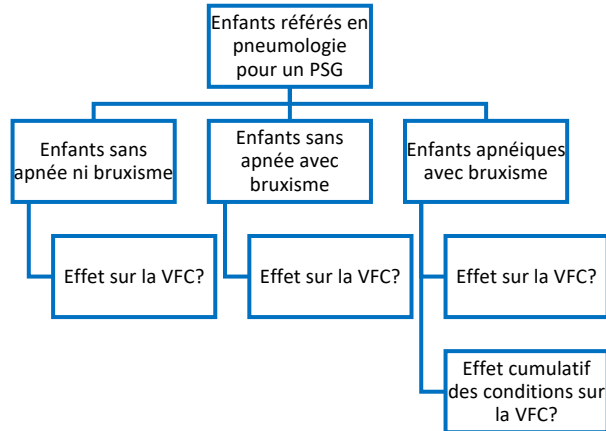 Enfants référés en
pneumologie
pour un PSG
Enfants sans
apnée ni bruxisme
Enfants sans
apnée avec
bruxisme
Enfants apnéiques
avec bruxisme
Effet sur la VFC?
Effet sur la VFC?
Effet sur la VFC?
Effet cumulatif
des conditions sur
la VFC?